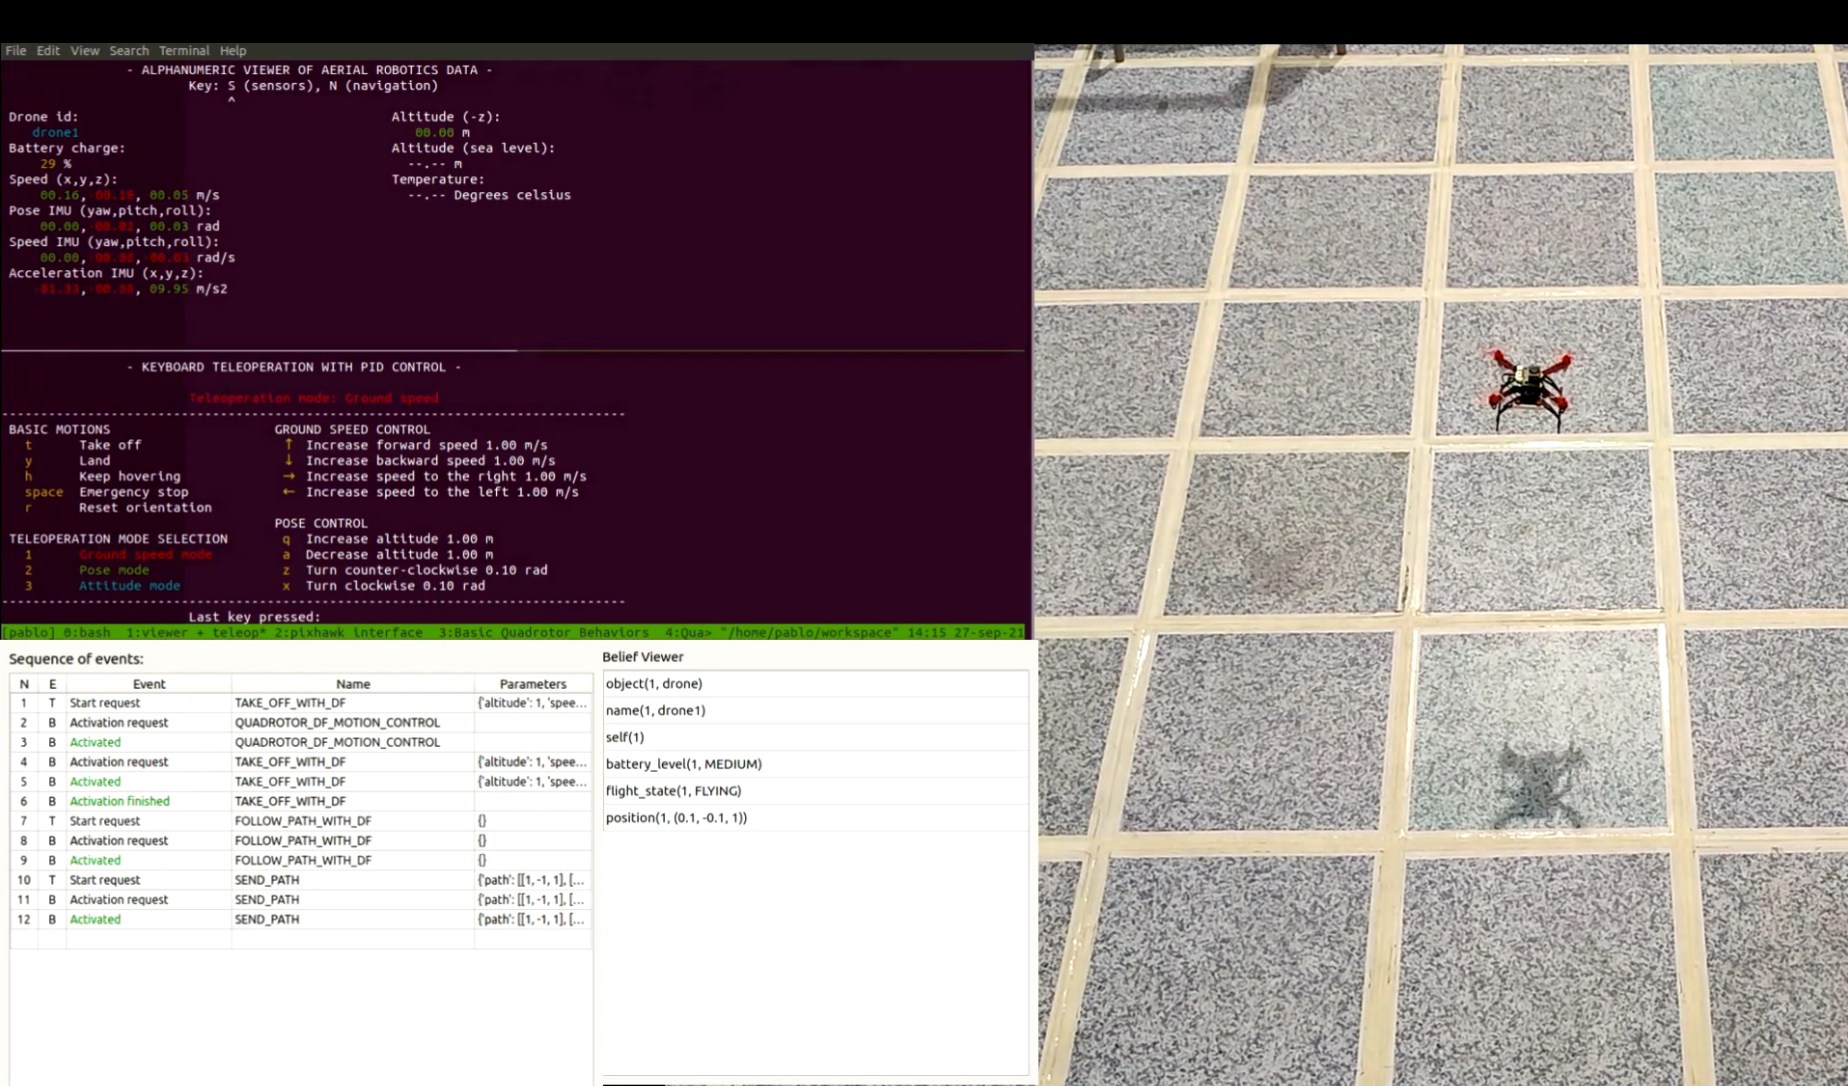 File Edit View Search Terminal Help
- ALPHANUMERIC VIEWER OF AERIAL ROBOTICS DATA -
Key: S (sensors), N (navigation)
^
Drone id:
drone1
Battery charge:
29 %
Speed (x,y,z):
00.16, , 00.05 m/s
Pose IMU (yaw,pitch,roll):
00.00, , 00.03 rad
Speed IMU (yaw,pitch,roll):
00.00, , rad/s
Acceleration IMU (x,y,z):
, , 09.95 m/s2
Altitude (-z):
00.00 m
Altitude (sea level):
--.-- m
Temperature:
--.-- Degrees celsius
- KEYBOARD TELEOPERATION WITH PID CONTROL -
Teleoperation mode: Ground speed
BASIC MOTIONS
t Take off
y Land
h Keep hovering
space Emergency stop
r Reset orientation
TELEOPERATION MODE SELECTION
1 Ground speed mode
2 Pose mode
3 Attitude mode
GROUND SPEED CONTROL
↑ Increase forward speed 1.00 m/s
↓ Increase backward speed 1.00 m/s
→ Increase speed to the right 1.00 m/s
← Increase speed to the left 1.00 m/s
POSE CONTROL
q Increase altitude 1.00 m
a Decrease altitude 1.00 m
z Turn counter-clockwise 0.10 rad
x Turn clockwise 0.10 rad
Last key pressed:
[pablo] 0:bash 1:viewer + teleop* 2:pixhawk interface 3:Basic Quadrotor Behaviors 4:Qua> "/home/pablo/workspace" 14:15 27-sep-21
Sequence of events:
N E Event Name Parameters
1 T Start request TAKE_OFF_WITH_DF {'altitude': 1, 'spee...
2 B Activation request QUADROTOR_DF_MOTION_CONTROL
3 B Activated QUADROTOR_DF_MOTION_CONTROL
4 B Activation request TAKE_OFF_WITH_DF {'altitude': 1, 'spee...
5 B Activated TAKE_OFF_WITH_DF {'altitude': 1, 'spee...
6 B Activation finished TAKE_OFF_WITH_DF
7 T Start request FOLLOW_PATH_WITH_DF {}
8 B Activation request FOLLOW_PATH_WITH_DF {}
9 B Activated FOLLOW_PATH_WITH_DF {}
10 T Start request SEND_PATH {'path': [[1, -1, 1], [...
11 B Activation request SEND_PATH {'path': [[1, -1, 1], [...
12 B Activated SEND_PATH {'path': [[1, -1, 1], [...
Belief Viewer
object(1, drone)
name(1, drone1)
self(1)
battery_level(1, MEDIUM)
flight_state(1, FLYING)
position(1, (0.1, -0.1, 1))